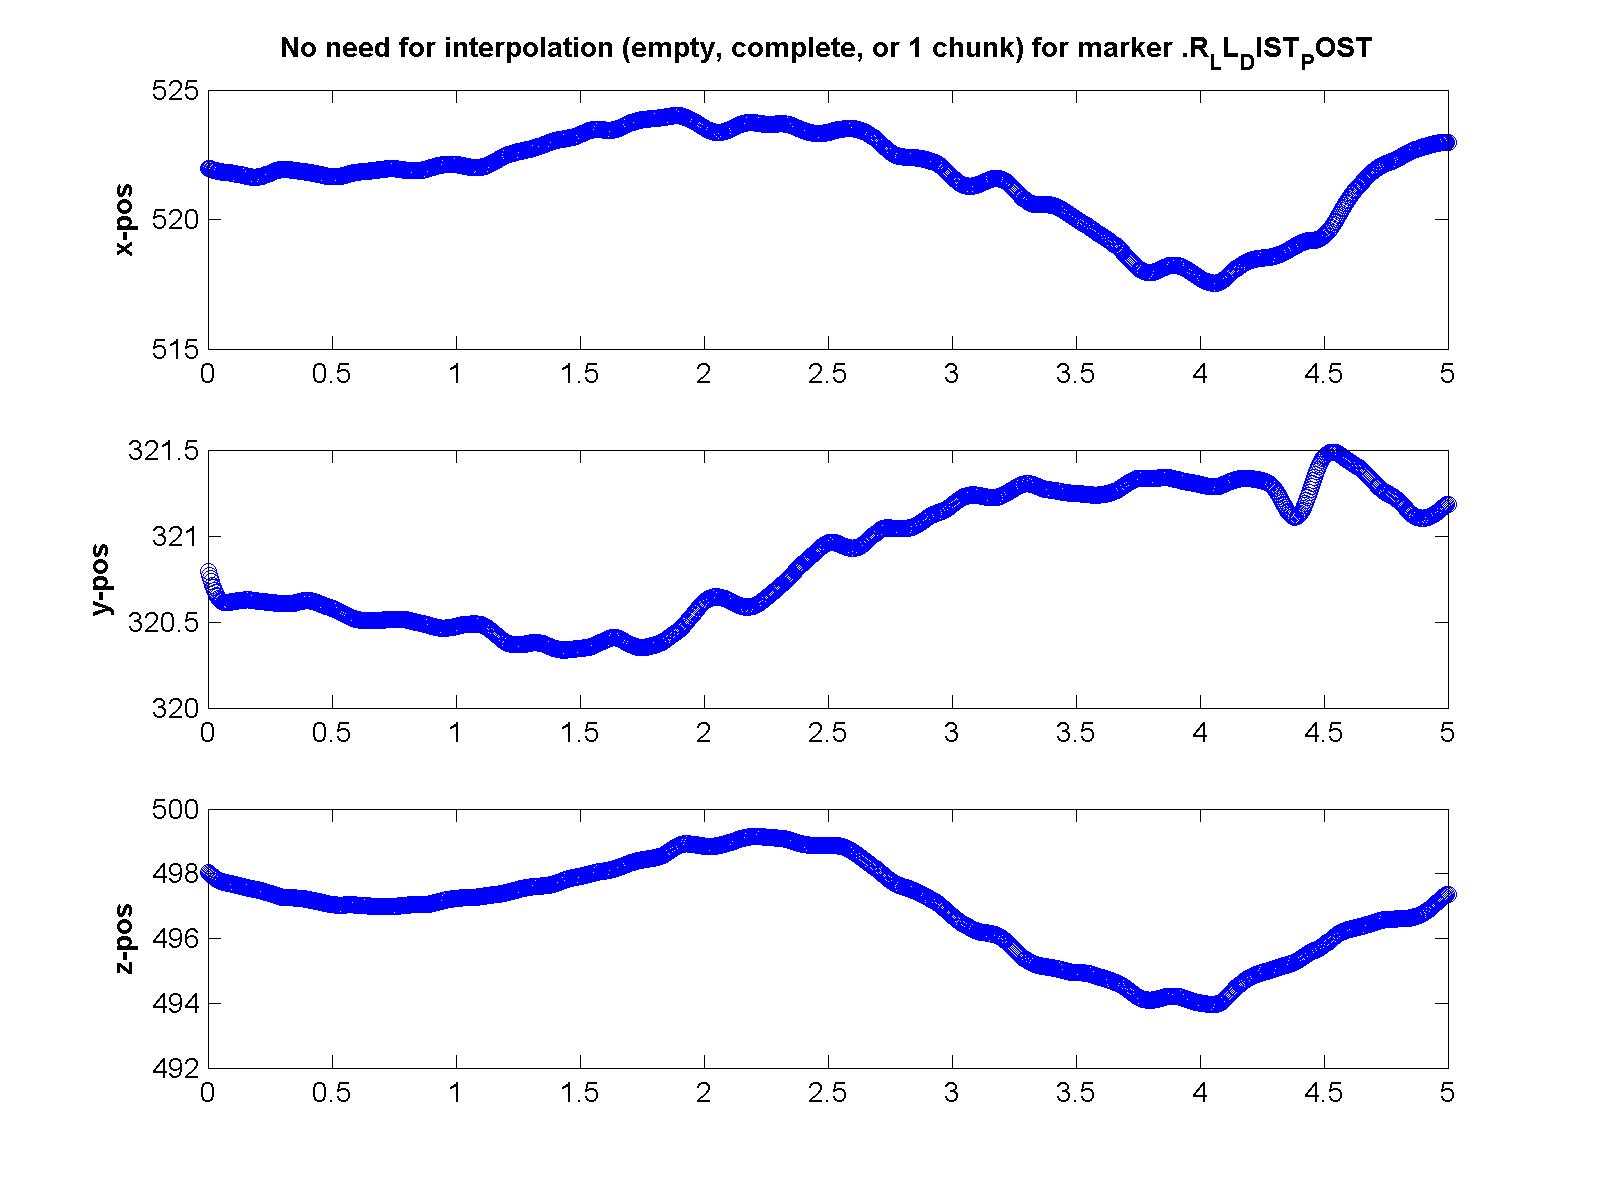 No need for interpolation (empty, complete, or 1 chunk) for marker .R_LL_DIST_POST
525
520
515
x-pos
0 0.5 1 1.5 2 2.5 3 3.5 4 4.5 5
321.5
321
320.5
320
y-pos
0 0.5 1 1.5 2 2.5 3 3.5 4 4.5 5
500
498
496
494
492
z-pos
0 0.5 1 1.5 2 2.5 3 3.5 4 4.5 5